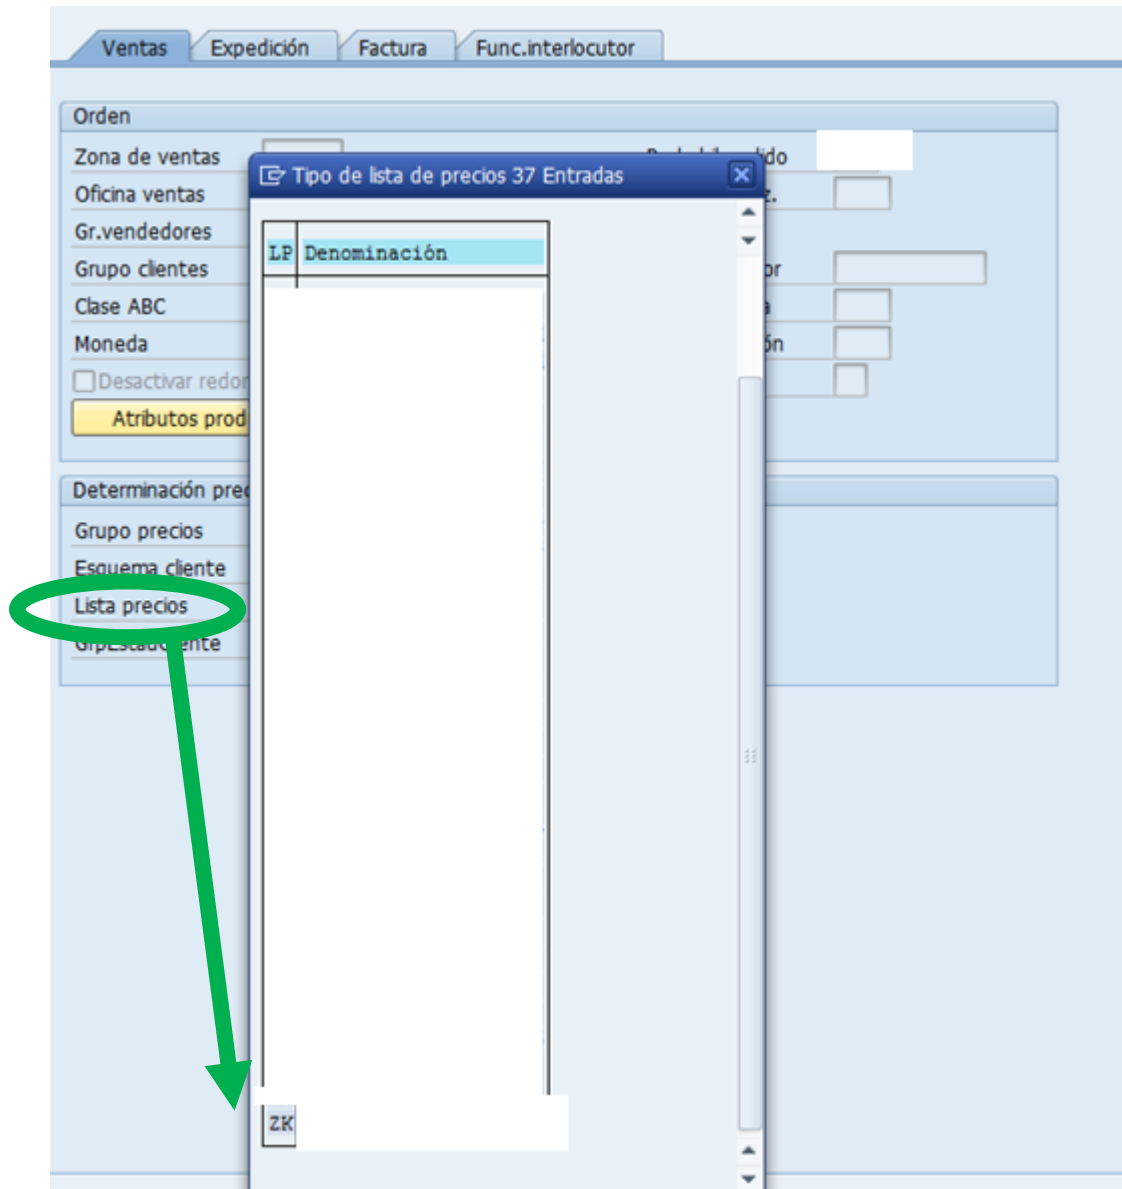 Ventas Expedición Factura Func.interlocutor
Orden
Zona de ventas
Tipo de lista de precios 37 Entradas
Oficina ventas
Gr.vendedores
LP Denominación
Grupo clientes
Clase ABC
Moneda
Desactivar redon
Atributos prod
Determinación prec
Grupo precios
Esquema cliente
Lista precios
ZK